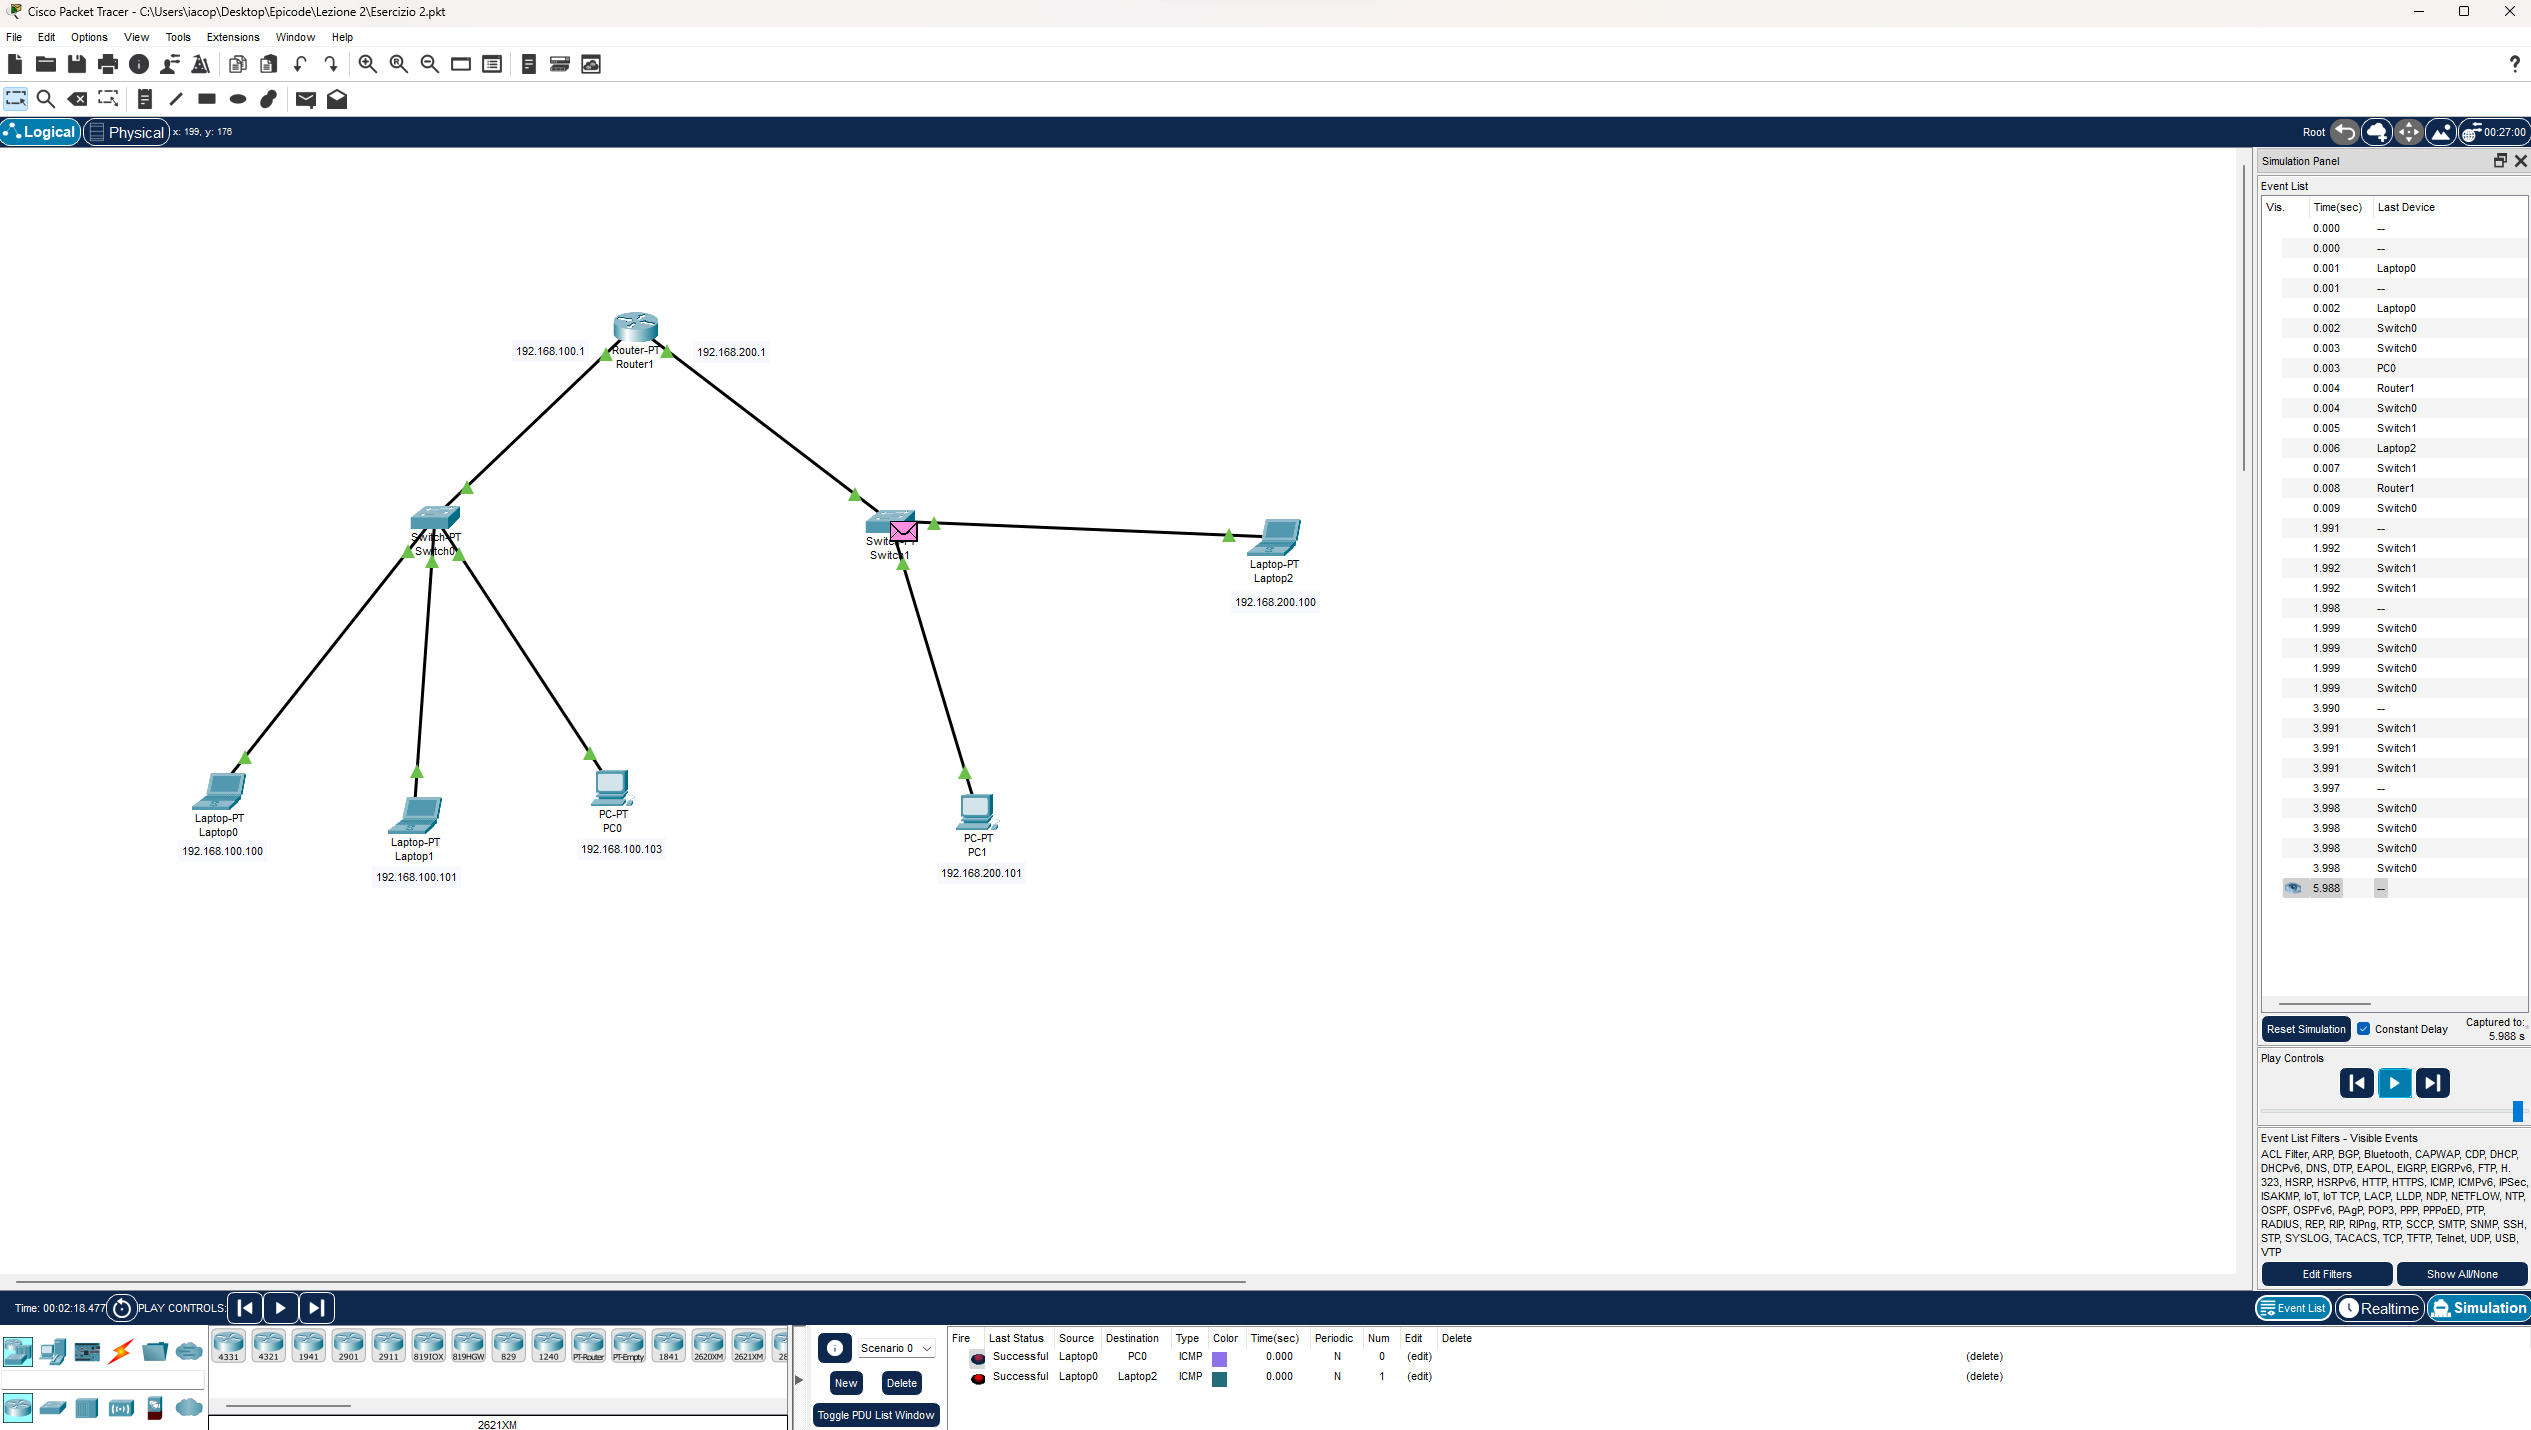 Cisco Packet Tracer - C:\Users\iacop\Desktop\Epicode\Lezione 2\Esercizio 2.pkt
File Edit Options View Tools Extensions Window Help
Logical Physical x: 199, y: 176 Root 00:27:00
Simulation Panel
Event List
Vis. Time(sec) Last Device
0.000 --
0.000 --
0.001 Laptop0
0.001 --
0.002 Laptop0
0.002 Switch0
0.003 Switch0
0.003 PC0
0.004 Router1
0.004 Switch0
0.005 Switch1
0.006 Laptop2
0.007 Switch1
0.008 Router1
0.009 Switch0
1.991 --
1.992 Switch1
1.992 Switch1
1.992 Switch1
1.998 --
1.999 Switch0
1.999 Switch0
1.999 Switch0
1.999 Switch0
3.990 --
3.991 Switch1
3.991 Switch1
3.991 Switch1
3.997 --
3.998 Switch0
3.998 Switch0
3.998 Switch0
3.998 Switch0
5.988 --
192.168.100.1
Router-PT
Router1
192.168.200.1
Switch-PT
Switch0
Switch1
Laptop-PT
Laptop2
192.168.200.100
Laptop-PT
Laptop0
192.168.100.100
Laptop-PT
Laptop1
192.168.100.101
PC-PT
PC0
192.168.100.103
PC-PT
PC1
192.168.200.101
Reset Simulation Constant Delay Captured to:
5.988 s
Play Controls
Event List Filters - Visible Events
ACL Filter, ARP, BGP, Bluetooth, CAPWAP, CDP, DHCP,
DHCPv6, DNS, DTP, EAPOL, EIGRP, EIGRPv6, FTP, H.
323, HSRP, HSRPv6, HTTP, HTTPS, ICMP, ICMPv6, IPSec,
ISAKMP, IoT, IoT TCP, LACP, LLDP, NDP, NETFLOW, NTP,
OSPF, OSPFv6, PAgP, POP3, PPP, PPPoED, PTP,
RADIUS, REP, RIP, RIPng, RTP, SCCP, SMTP, SNMP, SSH,
STP, SYSLOG, TACACS, TCP, TFTP, Telnet, UDP, USB,
VTP
Edit Filters Show All/None
Time: 00:02:18.477 PLAY CONTROLS: Event List Realtime Simulation
4331 4321 1941 2901 2911 819IOX 819HGW 829 1240 PT-Router PT-Empty 1841 2620XM 2621XM 28
2621XM
Scenario 0
New Delete
Toggle PDU List Window
Fire Last Status Source Destination Type Color Time(sec) Periodic Num Edit Delete
Successful Laptop0 PC0 ICMP 0.000 N 0 (edit) (delete)
Successful Laptop0 Laptop2 ICMP 0.000 N 1 (edit) (delete)